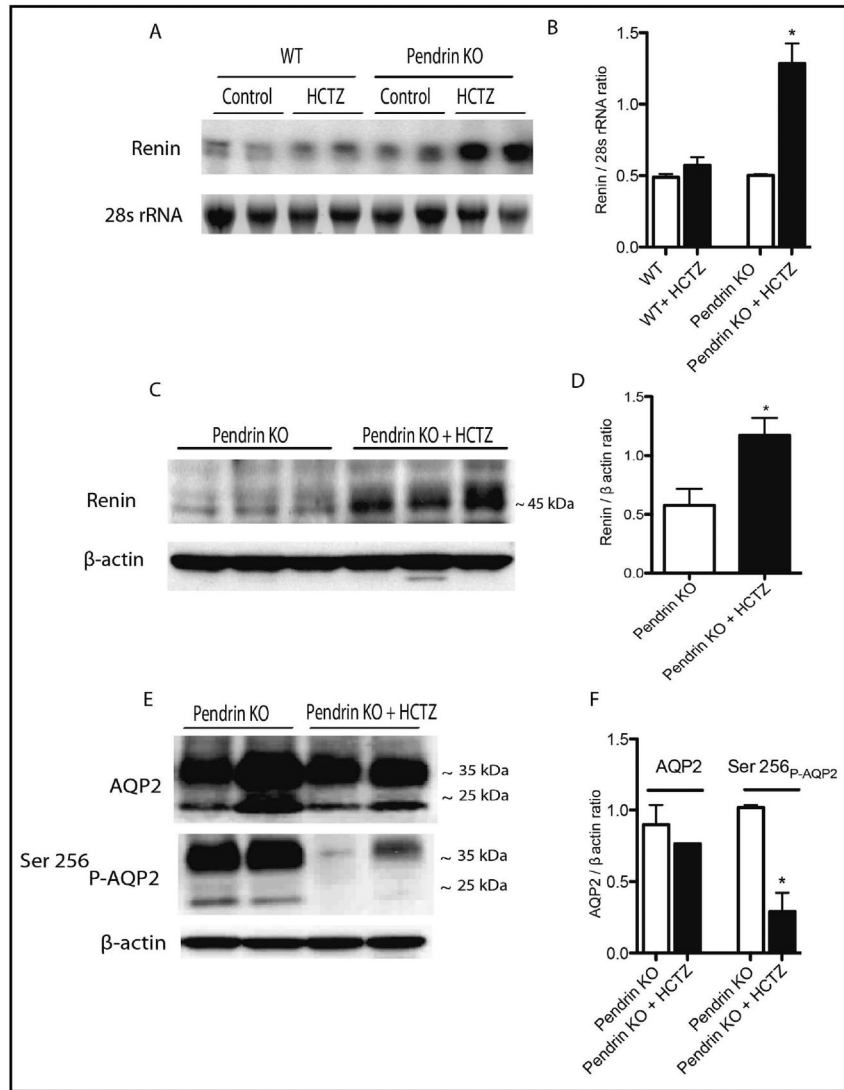 A
WT
Pendrin KO
Control
HCTZ
Control
HCTZ
Renin
28s rRNA
B
*
1.5
1.0
0.5
0.0
Renin / 28s rRNA ratio
WT
WT+ HCTZ
Pendrin KO
Pendrin KO + HCTZ
C
Pendrin KO
Pendrin KO + HCTZ
Renin
~ 45 kDa
β-actin
D
*
1.5
1.0
0.5
0.0
Renin / β actin ratio
Pendrin KO
Pendrin KO + HCTZ
E
Pendrin KO
Pendrin KO + HCTZ
AQP2
~ 35 kDa
~ 25 kDa
Ser 256 P-AQP2
~ 35 kDa
~ 25 kDa
β-actin
F
1.5
1.0
0.5
0.0
AQP2 / β actin ratio
AQP2
Ser 256 P-AQP2
*
Pendrin KO
Pendrin KO + HCTZ
Pendrin KO
Pendrin KO + HCTZ